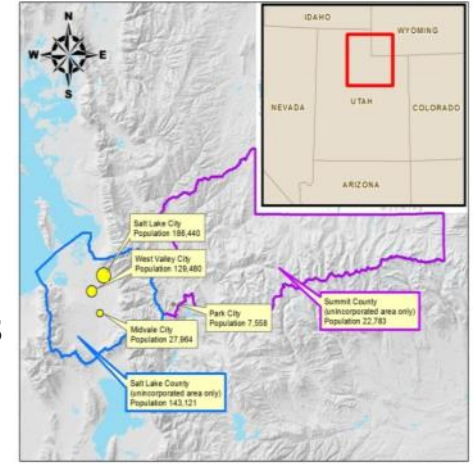 N
W
E
S
IDAHO
WYOMING
NEVADA
UTAH
COLORADO
ARIZONA
Salt Lake City
Population 186,440
West Valley City
Population 129,480
Park City
Population 7,558
Midvale City
Population 27,964
Summit County
(unincorporated area only)
Population 22,783
Salt Lake County
(unincorporated area only)
Population 143,121